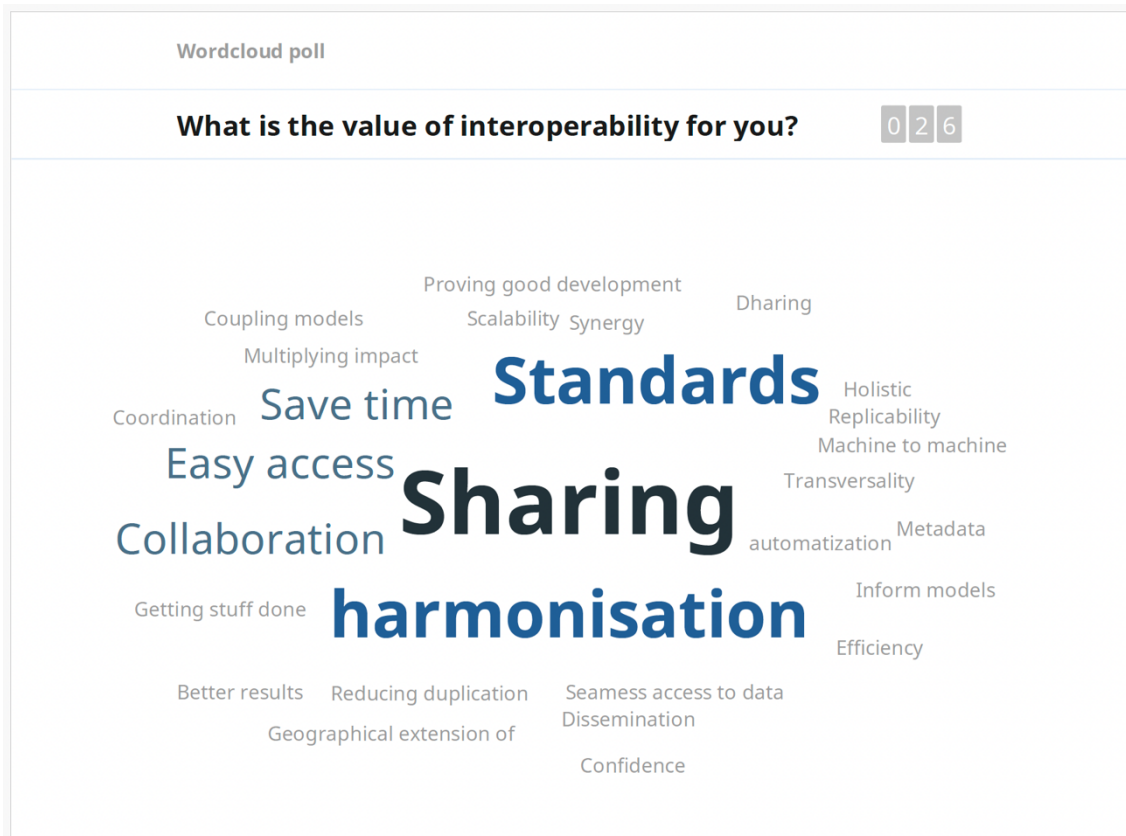 Wordcloud poll
What is the value of interoperability for you?
026
Proving good development
Dharing
Coupling models
Scalability
Synergy
Multiplying impact
Standards
Holistic
Save time
Coordination
Replicability
Machine to machine
Easy access
Transversality
Sharing
Metadata
Collaboration
automatization
Inform models
Getting stuff done
harmonisation
Efficiency
Better results
Reducing duplication
Seamess access to data
Dissemination
Geographical extension of
Confidence